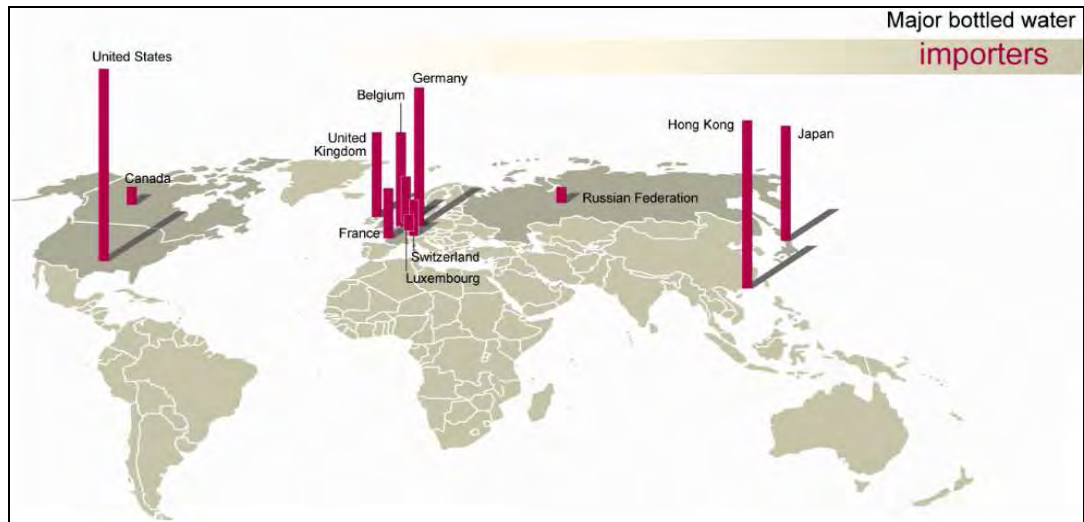 Major bottled water
importers
United States
Germany
Belgium
Hong Kong
Japan
United
Kingdom
Canada
Russian Federation
France
Switzerland
Luxembourg